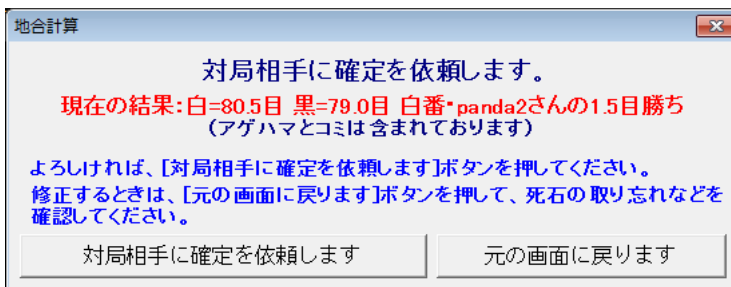 地合計算
対局相手に確定を依頼します。
現在の結果:白=80.5目 黒=79.0目 白番・panda2さんの1.5目勝ち
(アゲハマとコミは含まれております)
よろしければ、[対局相手に確定を依頼します]ボタンを押してください。
修正するときは、[元の画面に戻ります]ボタンを押して、死石の取り忘れなどを
確認してください。
対局相手に確定を依頼します
元の画面に戻ります